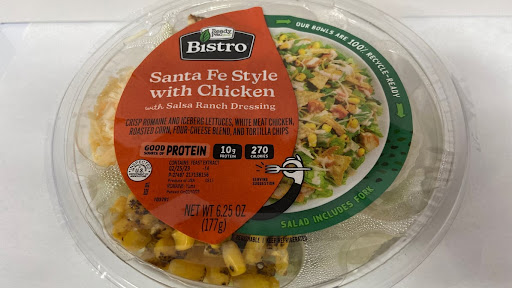 Ready
Bistro
OUR BOWLS ARE 100% RECYCLE-READY
Santa Fe Style
with Chicken
with Salsa Ranch Dressing
CRISP ROMAINE AND ICEBERG LETTUCES, WHITE MEAT CHICKEN,
ROASTED CORN, FOUR-CHEESE BLEND, AND TORTILLA CHIPS
GOOD SOURCE OF PROTEIN
10g PROTEIN
270 CALORIES
SERVING SUGGESTION
NET WT 6.25 OZ
(177g)
SALAD INCLUDES FORK